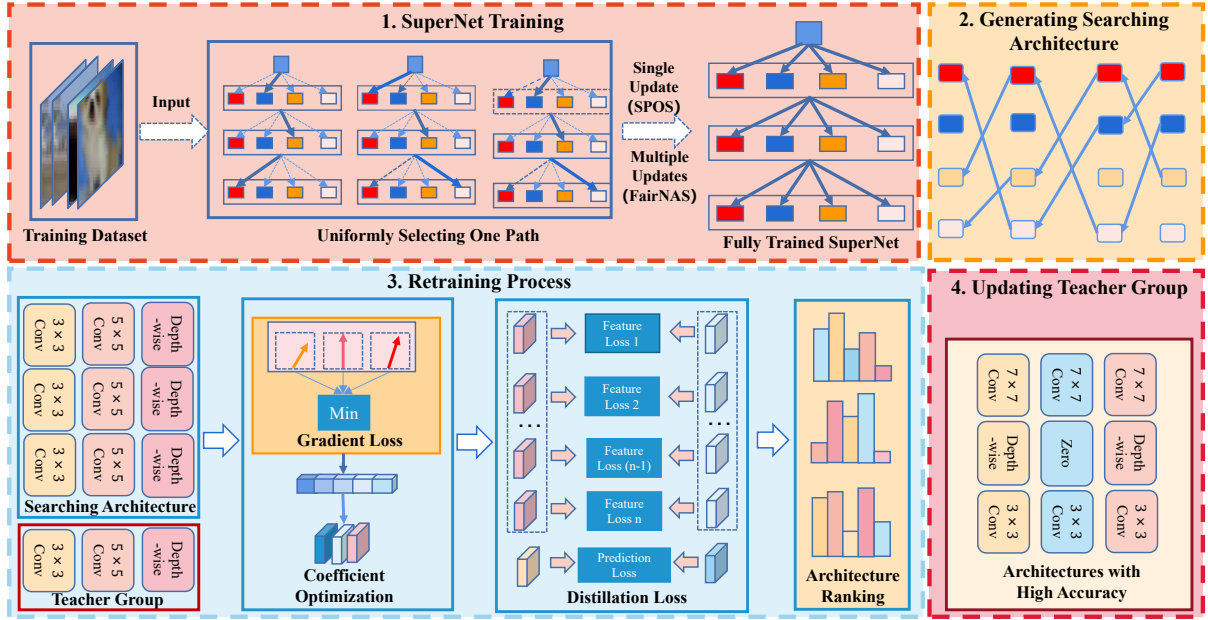 1. SuperNet Training
Input
Single
Update
(SPOS)
Multiple
Updates
(FairNAS)
Training Dataset
Uniformly Selecting One Path
Fully Trained SuperNet
2. Generating Searching
Architecture
3. Retraining Process
3×3
Conv
5×5
Conv
Depth
-wise
3×3
Conv
5×5
Conv
Depth
-wise
3×3
Conv
5×5
Conv
Depth
-wise
Searching Architecture
3×3
Conv
5×5
Conv
Depth
-wise
Teacher Group
Min
Gradient Loss
Coefficient
Optimization
Feature
Loss 1
Feature
Loss 2
...
...
Feature
Loss (n-1)
Feature
Loss n
Prediction
Loss
Distillation Loss
Architecture
Ranking
4. Updating Teacher Group
7×7
Conv
7×7
Conv
7×7
Conv
Depth
-wise
Zero
Depth
-wise
3×3
Conv
3×3
Conv
3×3
Conv
Architectures with
High Accuracy